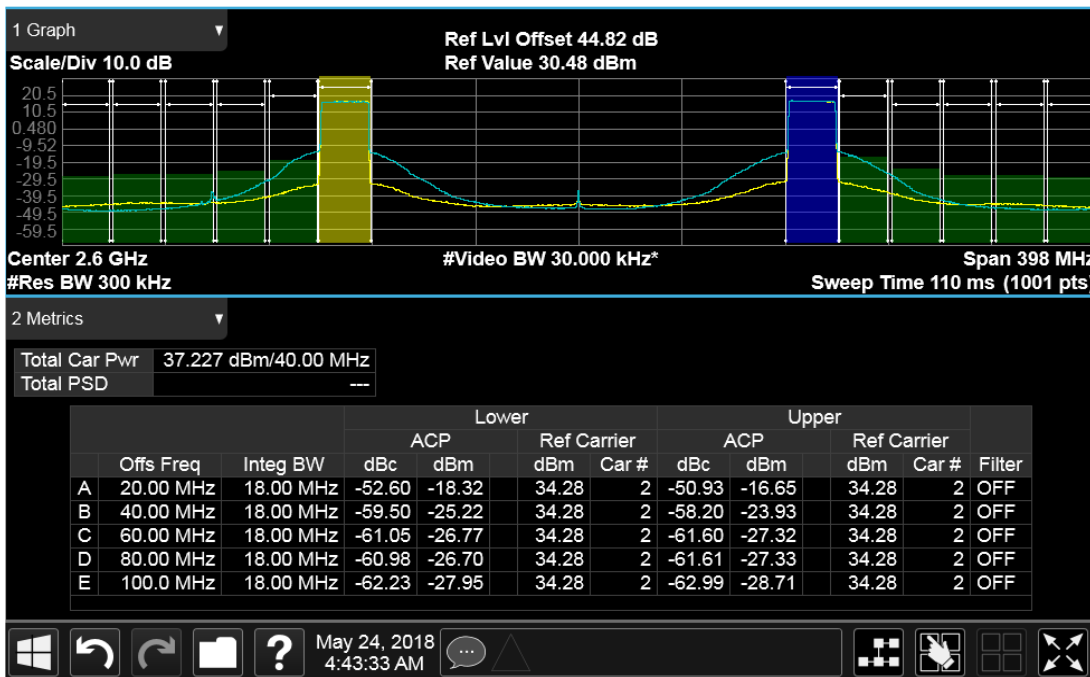 1 Graph
Ref Lvl Offset 44.82 dB
Scale/Div 10.0 dB
Ref Value 30.48 dBm
20.5
10.5
0.480
-9.52
-19.5
-29.5
-39.5
-49.5
-59.5
Center 2.6 GHz
#Video BW 30.000 kHz*
Span 398 MHz
#Res BW 300 kHz
Sweep Time 110 ms (1001 pts)
2 Metrics
Total Car Pwr 37.227 dBm/40.00 MHz
Total PSD ---
Lower Upper
ACP Ref Carrier ACP Ref Carrier
Offs Freq Integ BW dBc dBm dBm Car # dBc dBm dBm Car # Filter
A 20.00 MHz 18.00 MHz -52.60 -18.32 34.28 2 -50.93 -16.65 34.28 2 OFF
B 40.00 MHz 18.00 MHz -59.50 -25.22 34.28 2 -58.20 -23.93 34.28 2 OFF
C 60.00 MHz 18.00 MHz -61.05 -26.77 34.28 2 -61.60 -27.32 34.28 2 OFF
D 80.00 MHz 18.00 MHz -60.98 -26.70 34.28 2 -61.61 -27.33 34.28 2 OFF
E 100.0 MHz 18.00 MHz -62.23 -27.95 34.28 2 -62.99 -28.71 34.28 2 OFF
?
May 24, 2018
4:43:33 AM